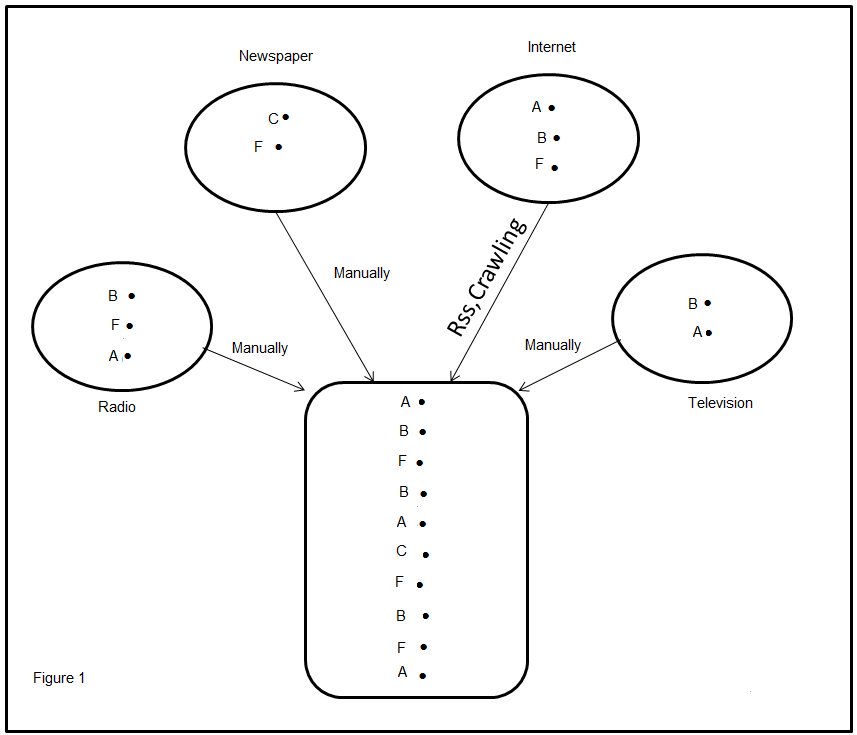 Newspaper
Internet
C
F
A
B
F
Manually
Rss,Crawling
B
F
A
Radio
Manually
Manually
B
A
Television
A
B
F
B
A
C
F
B
F
A
Figure 1